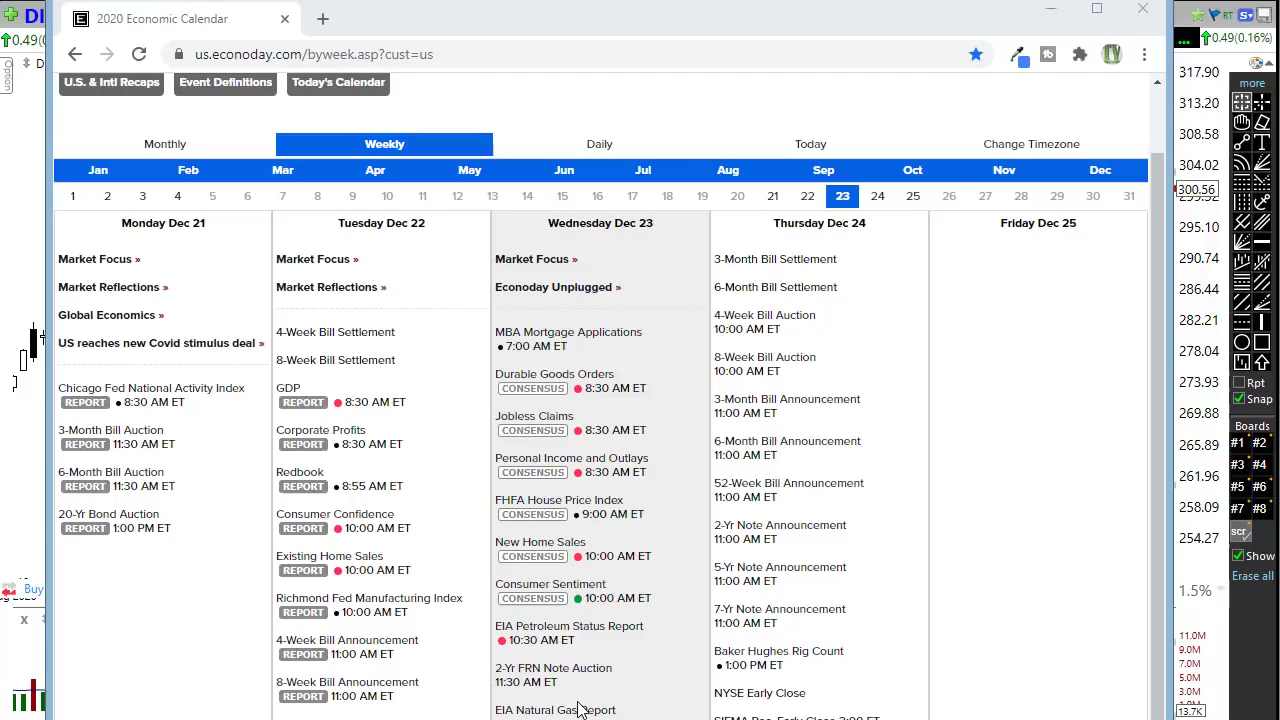 DI
0.49(0
Option
D
Buy
x
2020 Economic Calendar
us.econoday.com/byweek.asp?cust=us
U.S. & Intl Recaps
Event Definitions
Today's Calendar
Monthly
Weekly
Daily
Today
Change Timezone
Jan Feb Mar Apr May Jun Jul Aug Sep Oct Nov Dec
1 2 3 4 5 6 7 8 9 10 11 12 13 14 15 16 17 18 19 20 21 22 23 24 25 26 27 28 29 30 31
Monday Dec 21
Market Focus »
Market Reflections »
Global Economics »
US reaches new Covid stimulus deal »
Chicago Fed National Activity Index
REPORT 8:30 AM ET
3-Month Bill Auction
REPORT 11:30 AM ET
6-Month Bill Auction
REPORT 11:30 AM ET
20-Yr Bond Auction
REPORT 1:00 PM ET
Tuesday Dec 22
Market Focus »
Market Reflections »
4-Week Bill Settlement
8-Week Bill Settlement
GDP
REPORT 8:30 AM ET
Corporate Profits
REPORT 8:30 AM ET
Redbook
REPORT 8:55 AM ET
Consumer Confidence
REPORT 10:00 AM ET
Existing Home Sales
REPORT 10:00 AM ET
Richmond Fed Manufacturing Index
REPORT 10:00 AM ET
4-Week Bill Announcement
REPORT 11:00 AM ET
8-Week Bill Announcement
REPORT 11:00 AM ET
Wednesday Dec 23
Market Focus »
Econoday Unplugged »
MBA Mortgage Applications
7:00 AM ET
Durable Goods Orders
CONSENSUS 8:30 AM ET
Jobless Claims
CONSENSUS 8:30 AM ET
Personal Income and Outlays
CONSENSUS 8:30 AM ET
FHFA House Price Index
CONSENSUS 9:00 AM ET
New Home Sales
CONSENSUS 10:00 AM ET
Consumer Sentiment
CONSENSUS 10:00 AM ET
EIA Petroleum Status Report
10:30 AM ET
2-Yr FRN Note Auction
11:30 AM ET
EIA Natural Gas Report
Thursday Dec 24
3-Month Bill Settlement
6-Month Bill Settlement
4-Week Bill Auction
10:00 AM ET
8-Week Bill Auction
10:00 AM ET
3-Month Bill Announcement
11:00 AM ET
6-Month Bill Announcement
11:00 AM ET
52-Week Bill Announcement
11:00 AM ET
2-Yr Note Announcement
11:00 AM ET
5-Yr Note Announcement
11:00 AM ET
7-Yr Note Announcement
11:00 AM ET
Baker Hughes Rig Count
1:00 PM ET
NYSE Early Close
Friday Dec 25
RT S
... 0.49(0.16%)
317.90
313.20
308.58
304.02
300.56
295.10
290.74
286.44
282.21
278.04
273.93
269.88
265.89
261.96
258.09
254.27
1.5%
11.0M
9.0M
7.0M
5.0M
3.0M
1.0M
13.7K
more
T
Rpt
Snap
Boards
#1 #2
#3 #4
#5 #6
#7 #8
scr
Show
Erase all